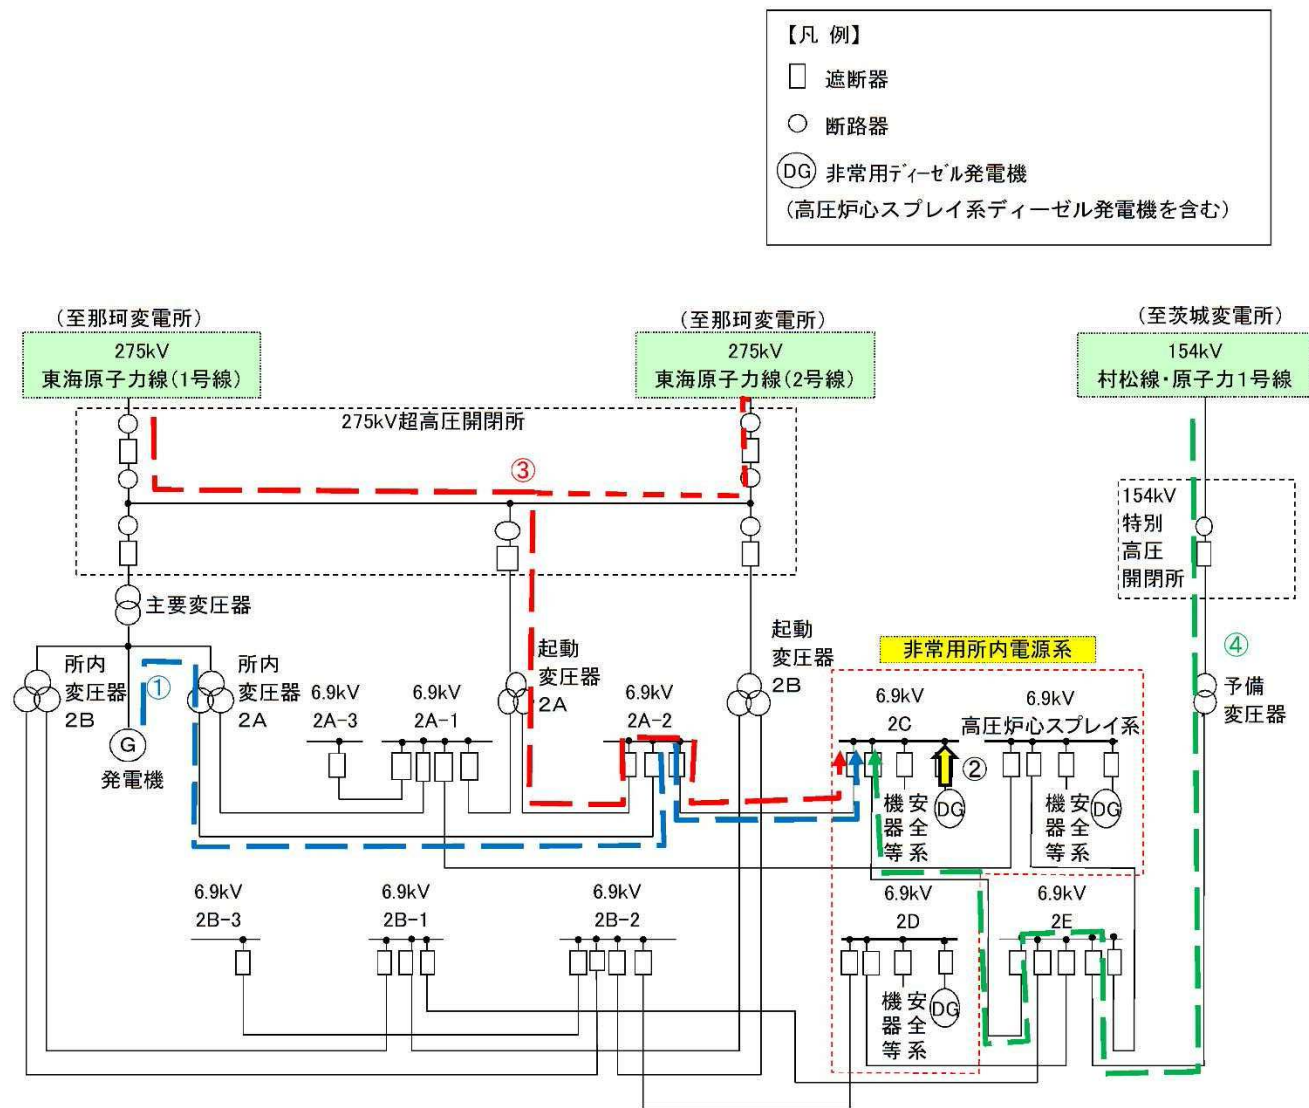 【凡 例】
遮断器
断路器
DG 非常用ディーゼル発電機
(高圧炉心スプレイ系ディーゼル発電機を含む)
(至那珂変電所)
275kV
東海原子力線(1号線)
(至那珂変電所)
275kV
東海原子力線(2号線)
(至茨城変電所)
154kV
村松線・原子力1号線
275kV超高圧開閉所
③
154kV
特別
高圧
開閉所
主要変圧器
所内
変圧器
2B
①
所内
変圧器
2A
G
発電機
起動
変圧器
2A
起動
変圧器
2B
非常用所内電源系
④
予備
変圧器
6.9kV
2A-3
6.9kV
2A-1
6.9kV
2A-2
6.9kV
2C
6.9kV
高圧炉心スプレイ系
②
安全系
機器等
DG
安全系
機器等
DG
6.9kV
2B-3
6.9kV
2B-1
6.9kV
2B-2
6.9kV
2D
6.9kV
2E
安全系
機器等
DG